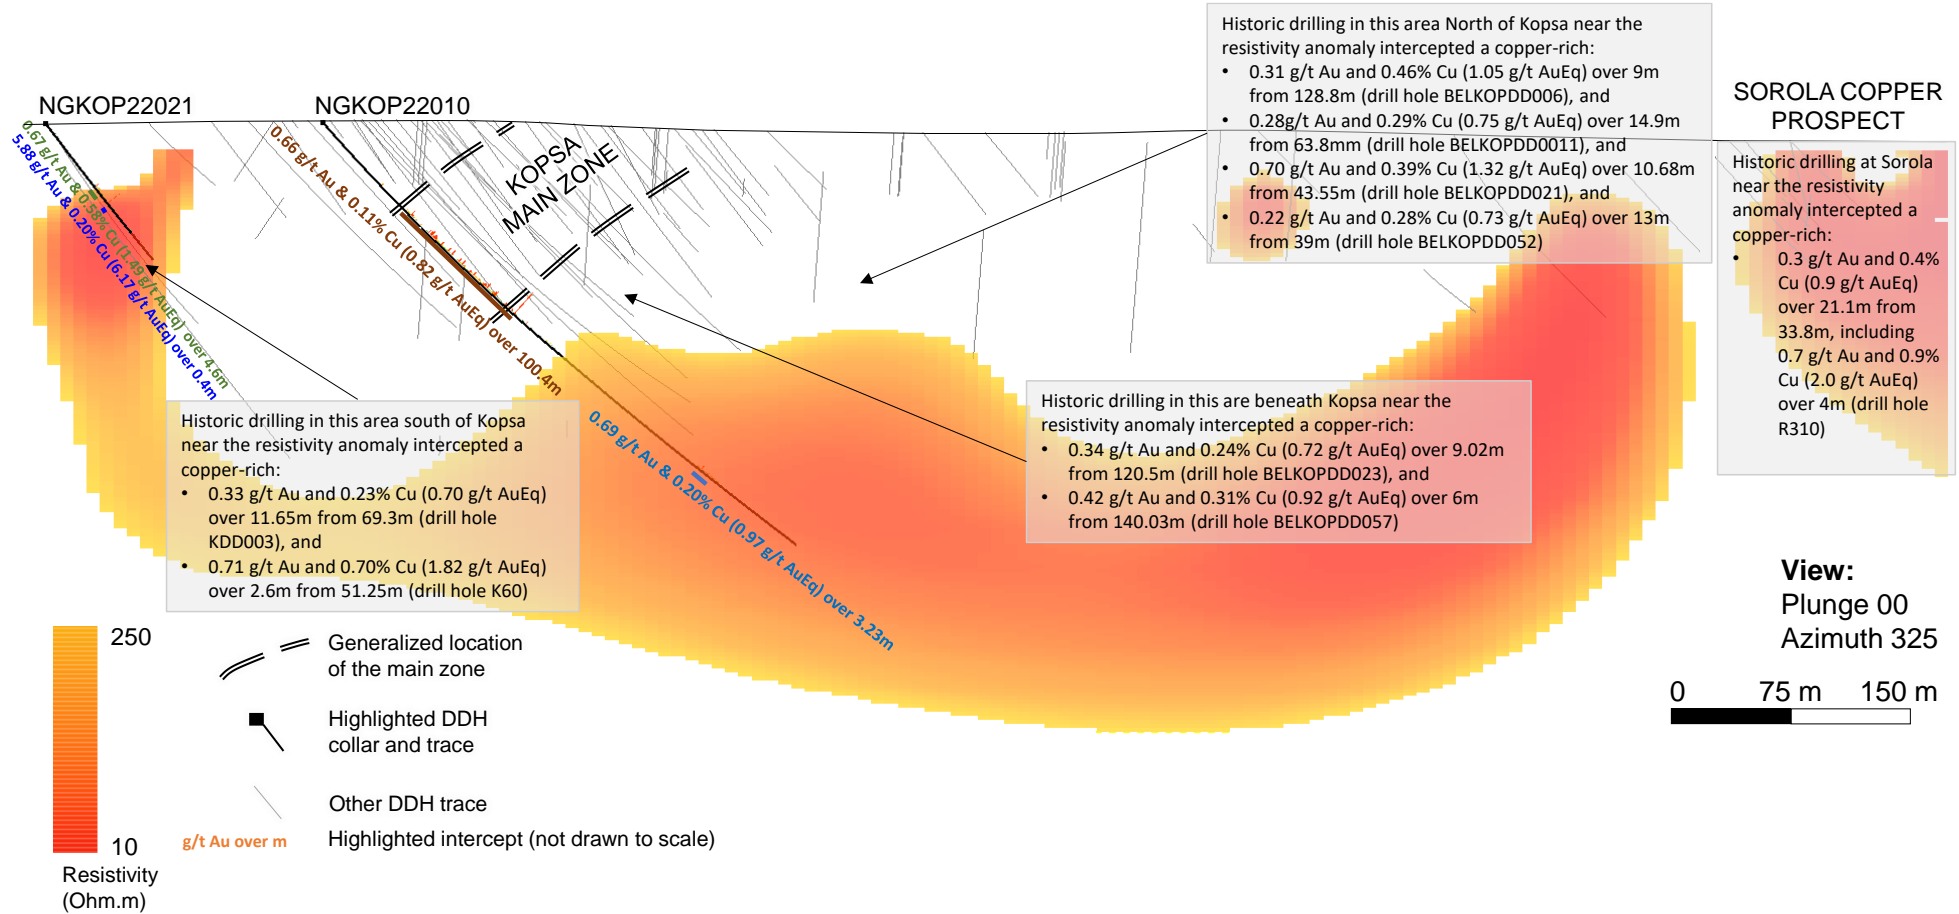 Historic drilling in this area North of Kopsa near the
resistivity anomaly intercepted a copper-rich:
• 0.31 g/t Au and 0.46% Cu (1.05 g/t AuEq) over 9m
from 128.8m (drill hole BELKOPDD006), and
• 0.28g/t Au and 0.29% Cu (0.75 g/t AuEq) over 14.9m
from 63.8mm (drill hole BELKOPDD0011), and
• 0.70 g/t Au and 0.39% Cu (1.32 g/t AuEq) over 10.68m
from 43.55m (drill hole BELKOPDD021), and
• 0.22 g/t Au and 0.28% Cu (0.73 g/t AuEq) over 13m
from 39m (drill hole BELKOPDD052)
NGKOP22021
NGKOP22010
SOROLA COPPER
PROSPECT
0.67 g/t Au & 0.58% Cu (1.49 g/t AuEq) over 4.6m
5.88 g/t Au & 0.20% Cu (6.17 g/t AuEq) over 0.4m
0.66 g/t Au & 0.11% Cu (0.82 g/t AuEq) over 100.4m
KOPSA
MAIN ZONE
Historic drilling at Sorola
near the resistivity
anomaly intercepted a
copper-rich:
• 0.3 g/t Au and 0.4%
Cu (0.9 g/t AuEq)
over 21.1m from
33.8m, including
0.7 g/t Au and 0.9%
Cu (2.0 g/t AuEq)
over 4m (drill hole
R310)
0.69 g/t Au & 0.20% Cu (0.97 g/t AuEq) over 3.23m
Historic drilling in this are beneath Kopsa near the
resistivity anomaly intercepted a copper-rich:
• 0.34 g/t Au and 0.24% Cu (0.72 g/t AuEq) over 9.02m
from 120.5m (drill hole BELKOPDD023), and
• 0.42 g/t Au and 0.31% Cu (0.92 g/t AuEq) over 6m
from 140.03m (drill hole BELKOPDD057)
Historic drilling in this area south of Kopsa
near the resistivity anomaly intercepted a
copper-rich:
• 0.33 g/t Au and 0.23% Cu (0.70 g/t AuEq)
over 11.65m from 69.3m (drill hole
KDD003), and
• 0.71 g/t Au and 0.70% Cu (1.82 g/t AuEq)
over 2.6m from 51.25m (drill hole K60)
View:
Plunge 00
Azimuth 325
0 75 m 150 m
250
10
Resistivity
(Ohm.m)
Generalized location
of the main zone
Highlighted DDH
collar and trace
Other DDH trace
g/t Au over m Highlighted intercept (not drawn to scale)